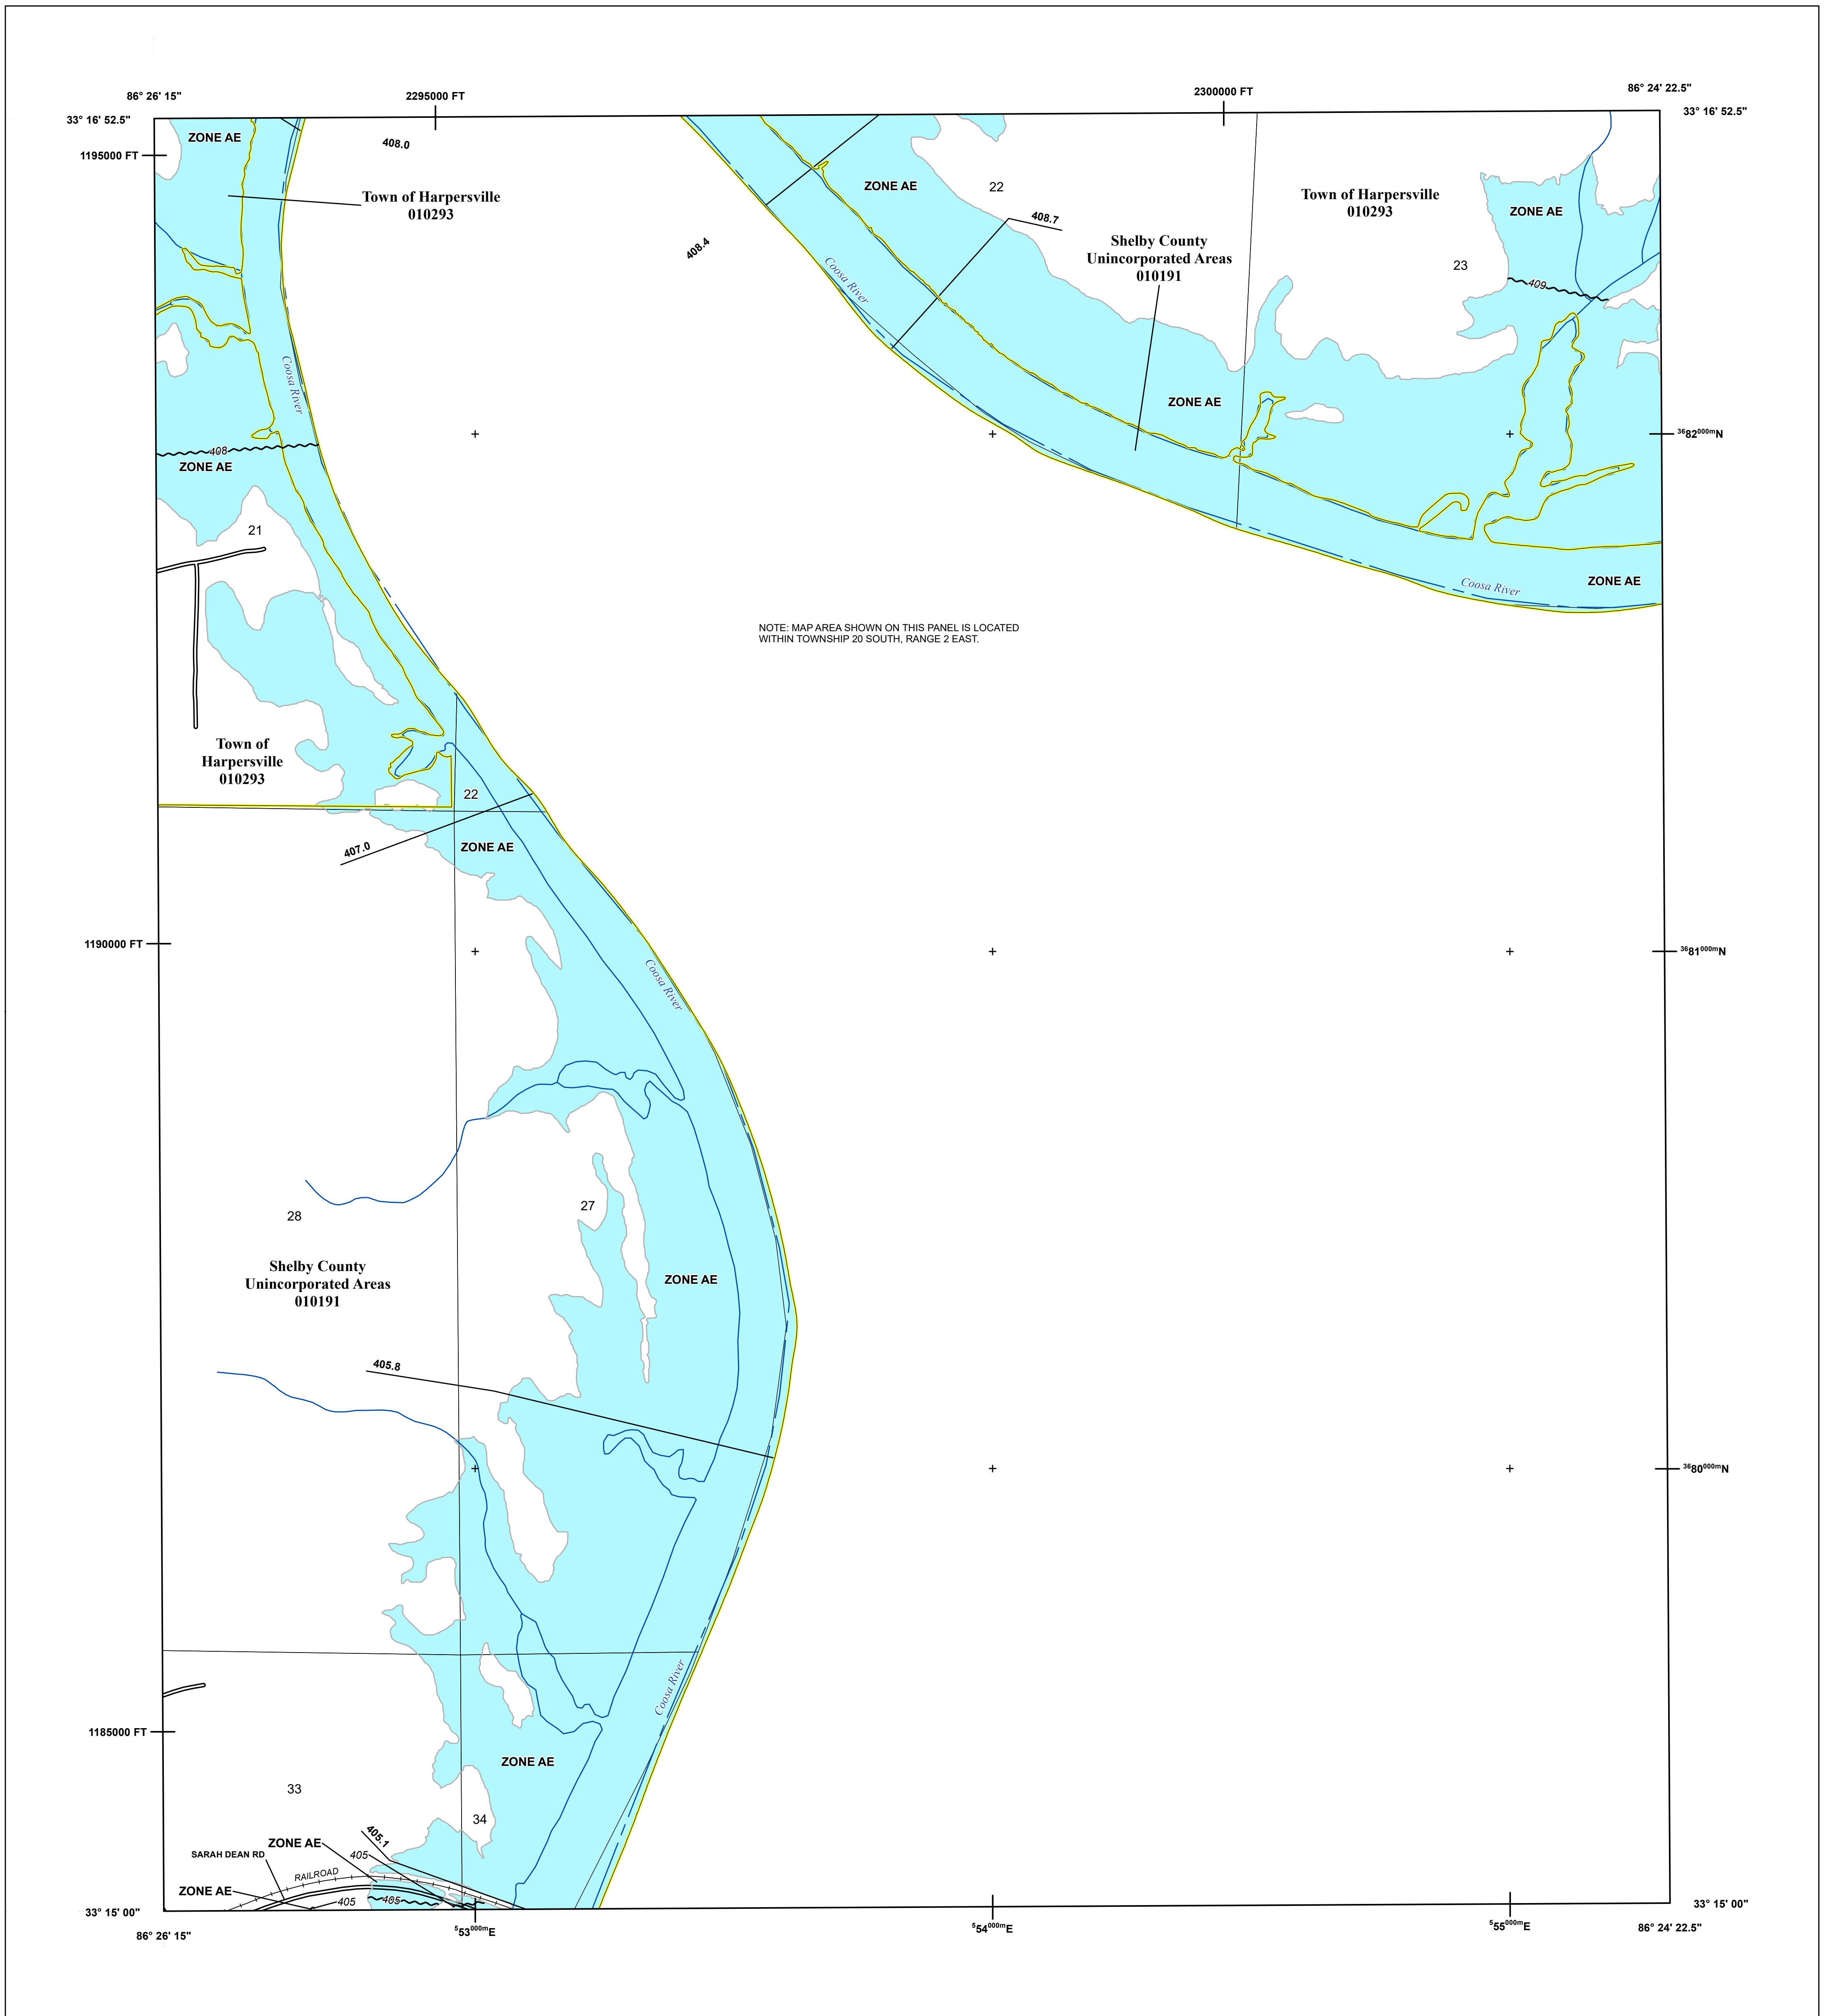 86° 26' 15"
2295000 FT
2300000 FT
86° 24' 22.5"
33° 16' 52.5"
33° 16' 52.5"
1195000 FT
ZONE AE
408.0
Town of Harpersville
010293
ZONE AE
22
408.7
408.4
Shelby County
Unincorporated Areas
010191
Town of Harpersville
010293
ZONE AE
23
409
Coosa River
Coosa River
ZONE AE
3682000mN
408
ZONE AE
21
Coosa River
ZONE AE
NOTE: MAP AREA SHOWN ON THIS PANEL IS LOCATED
WITHIN TOWNSHIP 20 SOUTH, RANGE 2 EAST.
Town of
Harpersville
010293
22
407.0
ZONE AE
1190000 FT
3681000mN
Coosa River
27
28
Shelby County
Unincorporated Areas
010191
ZONE AE
405.8
3680000mN
Coosa River
1185000 FT
ZONE AE
33
34
405.1
ZONE AE
405
SARAH DEAN RD
RAILROAD
ZONE AE
405
405
33° 15' 00"
33° 15' 00"
86° 26' 15"
553000mE
554000mE
555000mE
86° 24' 22.5"